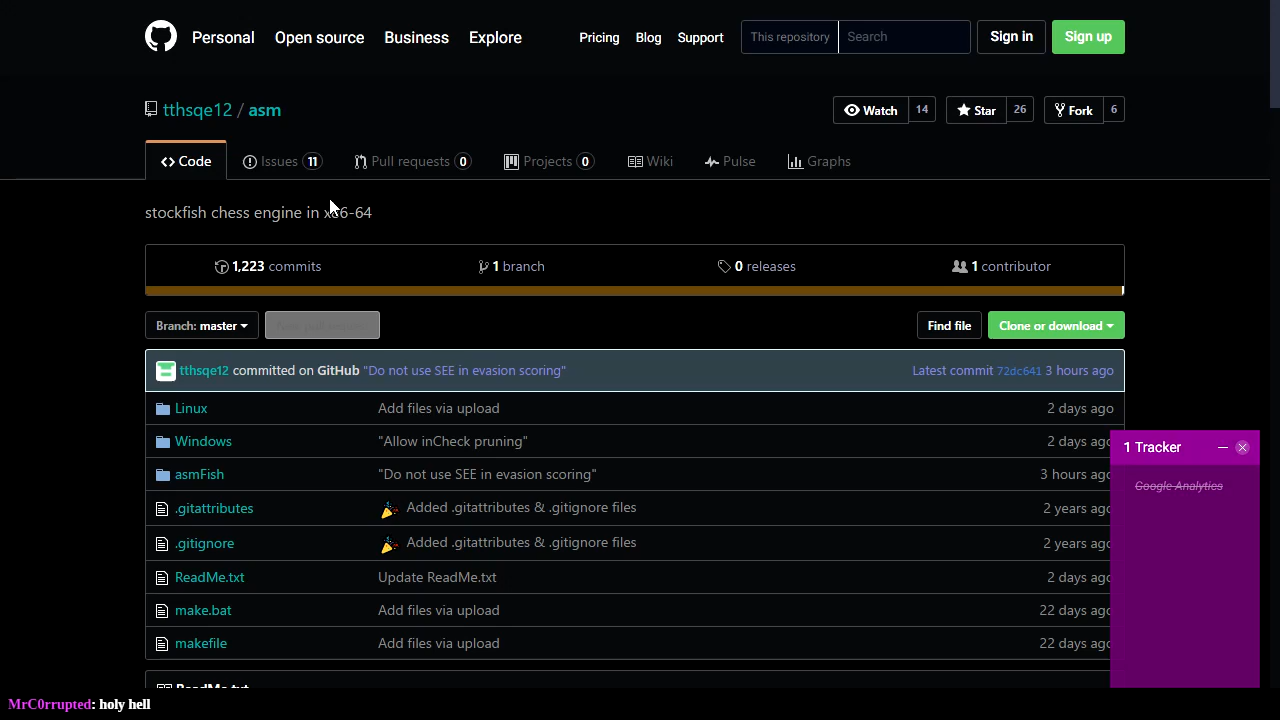 Personal Open source Business Explore Pricing Blog Support This repository Search Sign in Sign up
tthsqe12 / asm Watch 14 Star 26 Fork 6
Code Issues 11 Pull requests 0 Projects 0 Wiki Pulse Graphs
stockfish chess engine in x86-64
1,223 commits 1 branch 0 releases 1 contributor
Branch: master Find file Clone or download
tthsqe12 committed on GitHub "Do not use SEE in evasion scoring" Latest commit 72dc641 3 hours ago
Linux Add files via upload 2 days ago
Windows "Allow inCheck pruning" 2 days ago
asmFish "Do not use SEE in evasion scoring" 3 hours ago
.gitattributes Added .gitattributes & .gitignore files 2 years ago
.gitignore Added .gitattributes & .gitignore files 2 years ago
ReadMe.txt Update ReadMe.txt 2 days ago
make.bat Add files via upload 22 days ago
makefile Add files via upload 22 days ago
ReadMe.txt
1 Tracker
Google Analytics
MrC0rrupted: holy hell